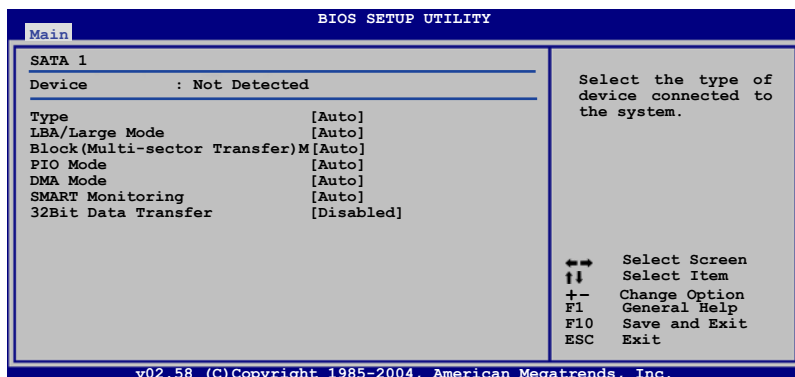 BIOS SETUP UTILITY
Main
SATA 1
Device : Not Detected
Type [Auto]
LBA/Large Mode [Auto]
Block(Multi-sector Transfer)M[Auto]
PIO Mode [Auto]
DMA Mode [Auto]
SMART Monitoring [Auto]
32Bit Data Transfer [Disabled]
Select the type of
device connected to
the system.
Select Screen
Select Item
+- Change Option
F1 General Help
F10 Save and Exit
ESC Exit
v02.58 (C)Copyright 1985-2004, American Megatrends, Inc.